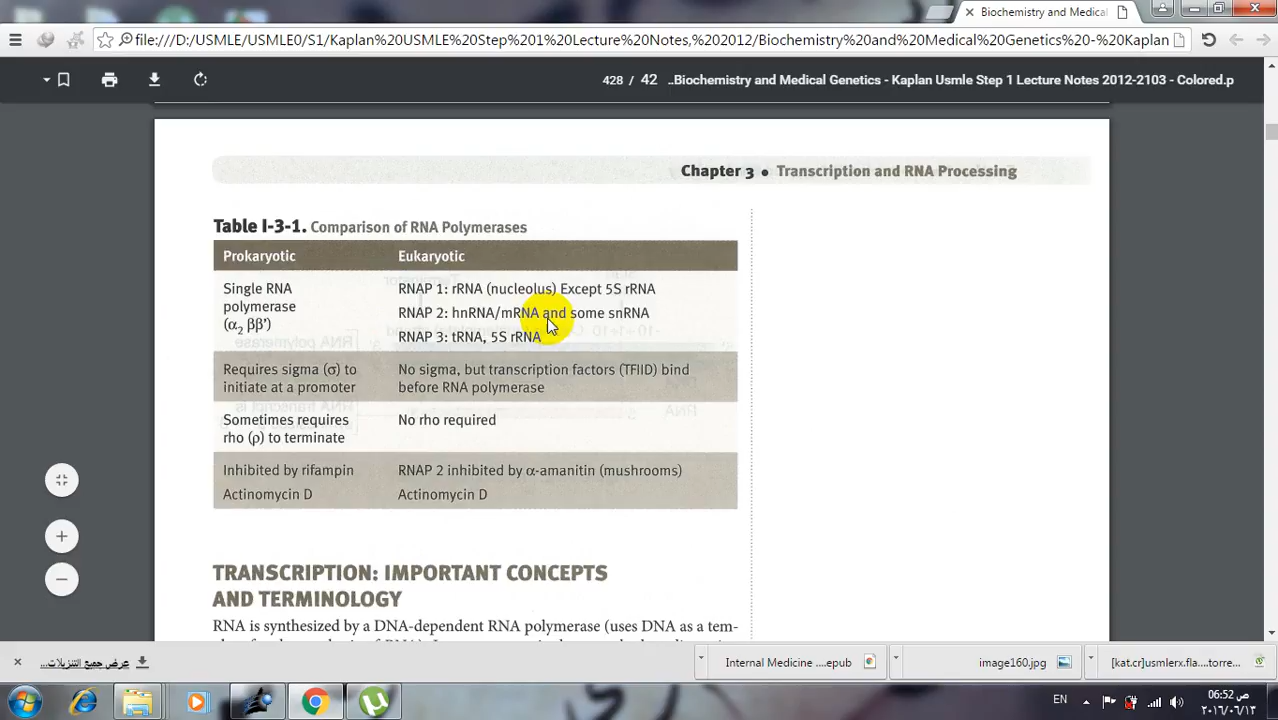 Biochemistry and Medical
file:///D:/USMLE/USMLE0/S1/Kaplan%20USMLE%20Step%201%20Lecture%20Notes,%202012/Biochemistry%20and%20Medical%20Genetics%20-%20Kaplan
428 / 42 ..Biochemistry and Medical Genetics - Kaplan Usmle Step 1 Lecture Notes 2012-2103 - Colored.p
Chapter 3 • Transcription and RNA Processing
Table I-3-1. Comparison of RNA Polymerases
Prokaryotic Eukaryotic
Single RNA polymerase (α2 ββ') RNAP 1: rRNA (nucleolus) Except 5S rRNA
RNAP 2: hnRNA/mRNA and some snRNA
RNAP 3: tRNA, 5S rRNA
Requires sigma (σ) to initiate at a promoter No sigma, but transcription factors (TFIID) bind before RNA polymerase
Sometimes requires rho (ρ) to terminate No rho required
Inhibited by rifampin RNAP 2 inhibited by α-amanitin (mushrooms)
Actinomycin D Actinomycin D
TRANSCRIPTION: IMPORTANT CONCEPTS
AND TERMINOLOGY
RNA is synthesized by a DNA-dependent RNA polymerase (uses DNA as a tem-
عرض جميع التنزيلات...
Internal Medicine ....epub
image160.jpg
[kat.cr]usmlerx.fla....torre...
EN
06:52 ص
٢٠١٦/٠٦/١٣